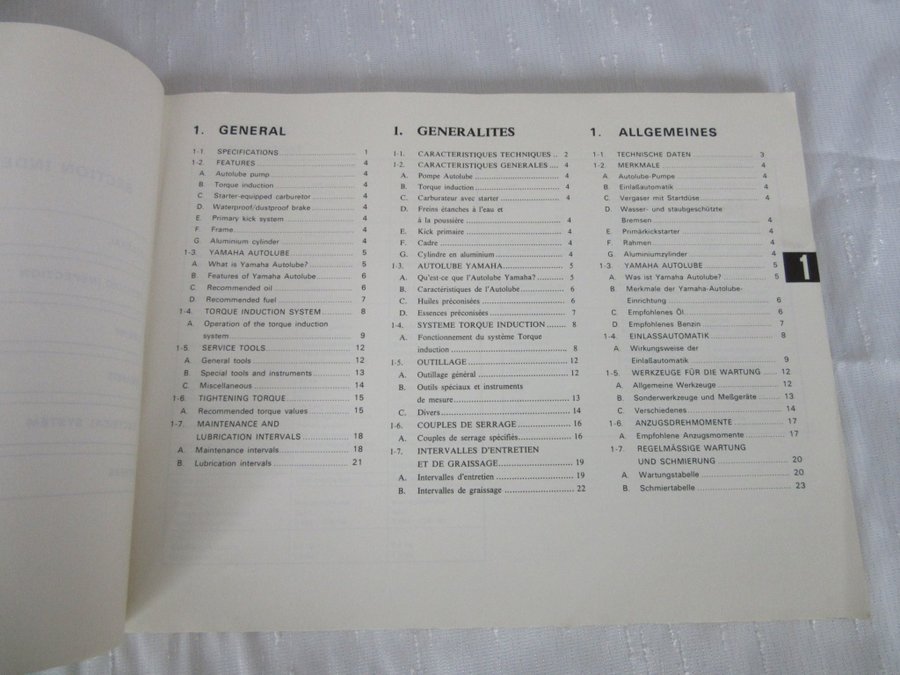 1. GENERAL
1-1. SPECIFICATIONS 1
1-2. FEATURES 4
A. Autolube pump 4
B. Torque induction 4
C. Starter-equipped carburetor 4
D. Waterproof/dustproof brake 4
E. Primary kick system 4
F. Frame 4
G. Aluminium cylinder 4
1-3. YAMAHA AUTOLUBE 5
A. What is Yamaha Autolube? 5
B. Features of Yamaha Autolube 6
C. Recommended oil 6
D. Recommended fuel 7
1-4. TORQUE INDUCTION SYSTEM 8
A. Operation of the torque induction
system 9
1-5. SERVICE TOOLS 12
A. General tools 12
B. Special tools and instruments 13
C. Miscellaneous 14
1-6. TIGHTENING TORQUE 15
A. Recommended torque values 15
1-7. MAINTENANCE AND
LUBRICATION INTERVALS 18
A. Maintenance intervals 18
B. Lubrication intervals 21
1. GENERALITES
1-1. CARACTERISTIQUES TECHNIQUES 2
1-2. CARACTERISTIQUES GENERALES 4
A. Pompe Autolube 4
B. Torque induction 4
C. Carburateur avec starter 4
D. Freins étanches à l'eau et
à la poussière 4
E. Kick primaire 4
F. Cadre 4
G. Cylindre en aluminium 4
1-3. AUTOLUBE YAMAHA 5
A. Qu'est-ce que l'Autolube Yamaha? 5
B. Caractéristiques de l'Autolube 6
C. Huiles préconisées 6
D. Essences préconisées 7
1-4. SYSTEME TORQUE INDUCTION 8
A. Fonctionnement du système Torque
induction 8
1-5. OUTILLAGE 12
A. Outillage général 12
B. Outils spéciaux et instruments
de mesure 13
C. Divers 14
1-6. COUPLES DE SERRAGE 16
A. Couples de serrage spécifiés 16
1-7. INTERVALLES D'ENTRETIEN
ET DE GRAISSAGE 19
A. Intervalles d'entretien 19
B. Intervalles de graissage 22
1. ALLGEMEINES
1-1. TECHNISCHE DATEN 3
1-2. MERKMALE 4
A. Autolube-Pumpe 4
B. Einlaßautomatik 4
C. Vergaser mit Startdüse 4
D. Wasser- und staubgeschützte
Bremsen 4
E. Primärkickstarter 4
F. Rahmen 4
G. Aluminiumzylinder 4
1-3. YAMAHA AUTOLUBE 5
A. Was ist Yamaha Autolube? 5
B. Merkmale der Yamaha-Autolube-
Einrichtung 6
C. Empfohlenes Öl 6
D. Empfohlenes Benzin 7
1-4. EINLASSAUTOMATIK 8
A. Wirkungsweise der
Einlaßautomatik 9
1-5. WERKZEUGE FÜR DIE WARTUNG 12
A. Allgemeine Werkzeuge 12
B. Sonderwerkzeuge und Meßgeräte 13
C. Verschiedenes 14
1-6. ANZUGSDREHMOMENTE 17
A. Empfohlene Anzugsmomente 17
1-7. REGELMÄSSIGE WARTUNG
UND SCHMIERUNG 20
A. Wartungstabelle 20
B. Schmiertabelle 23
1